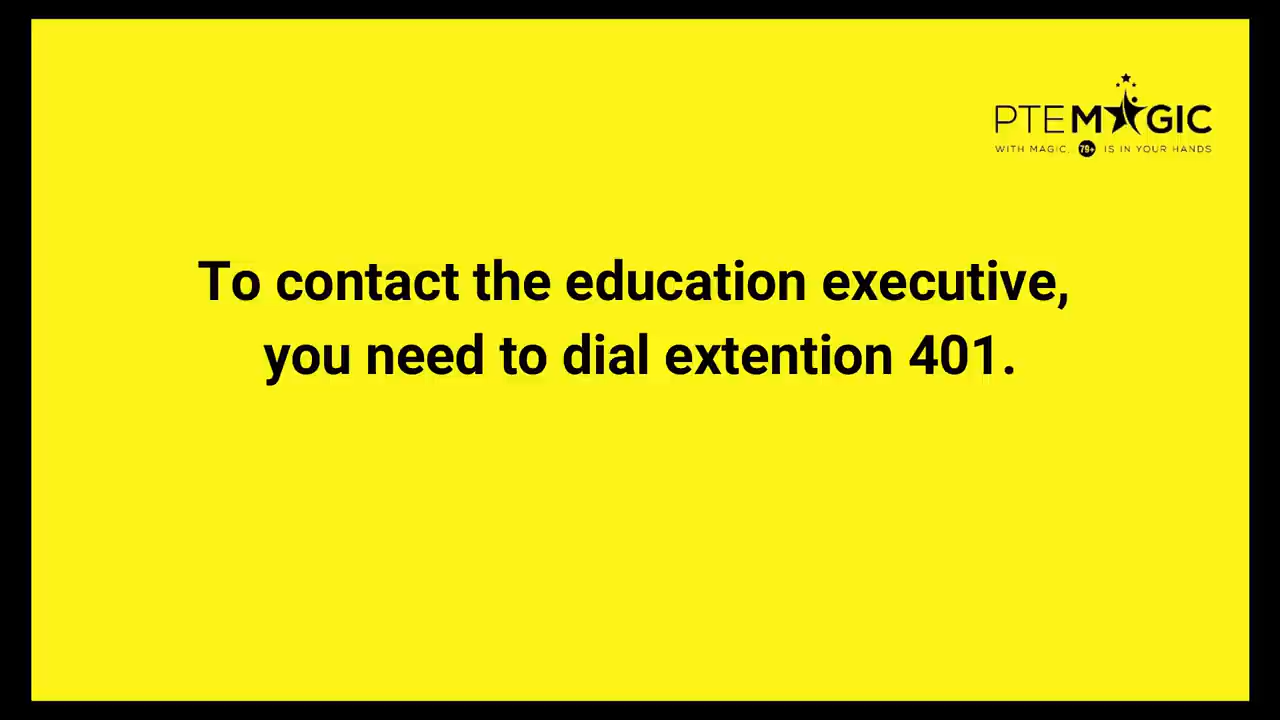 PTEMAGIC
WITH MAGIC, 79+ IS IN YOUR HANDS
To contact the education executive,
you need to dial extention 401.